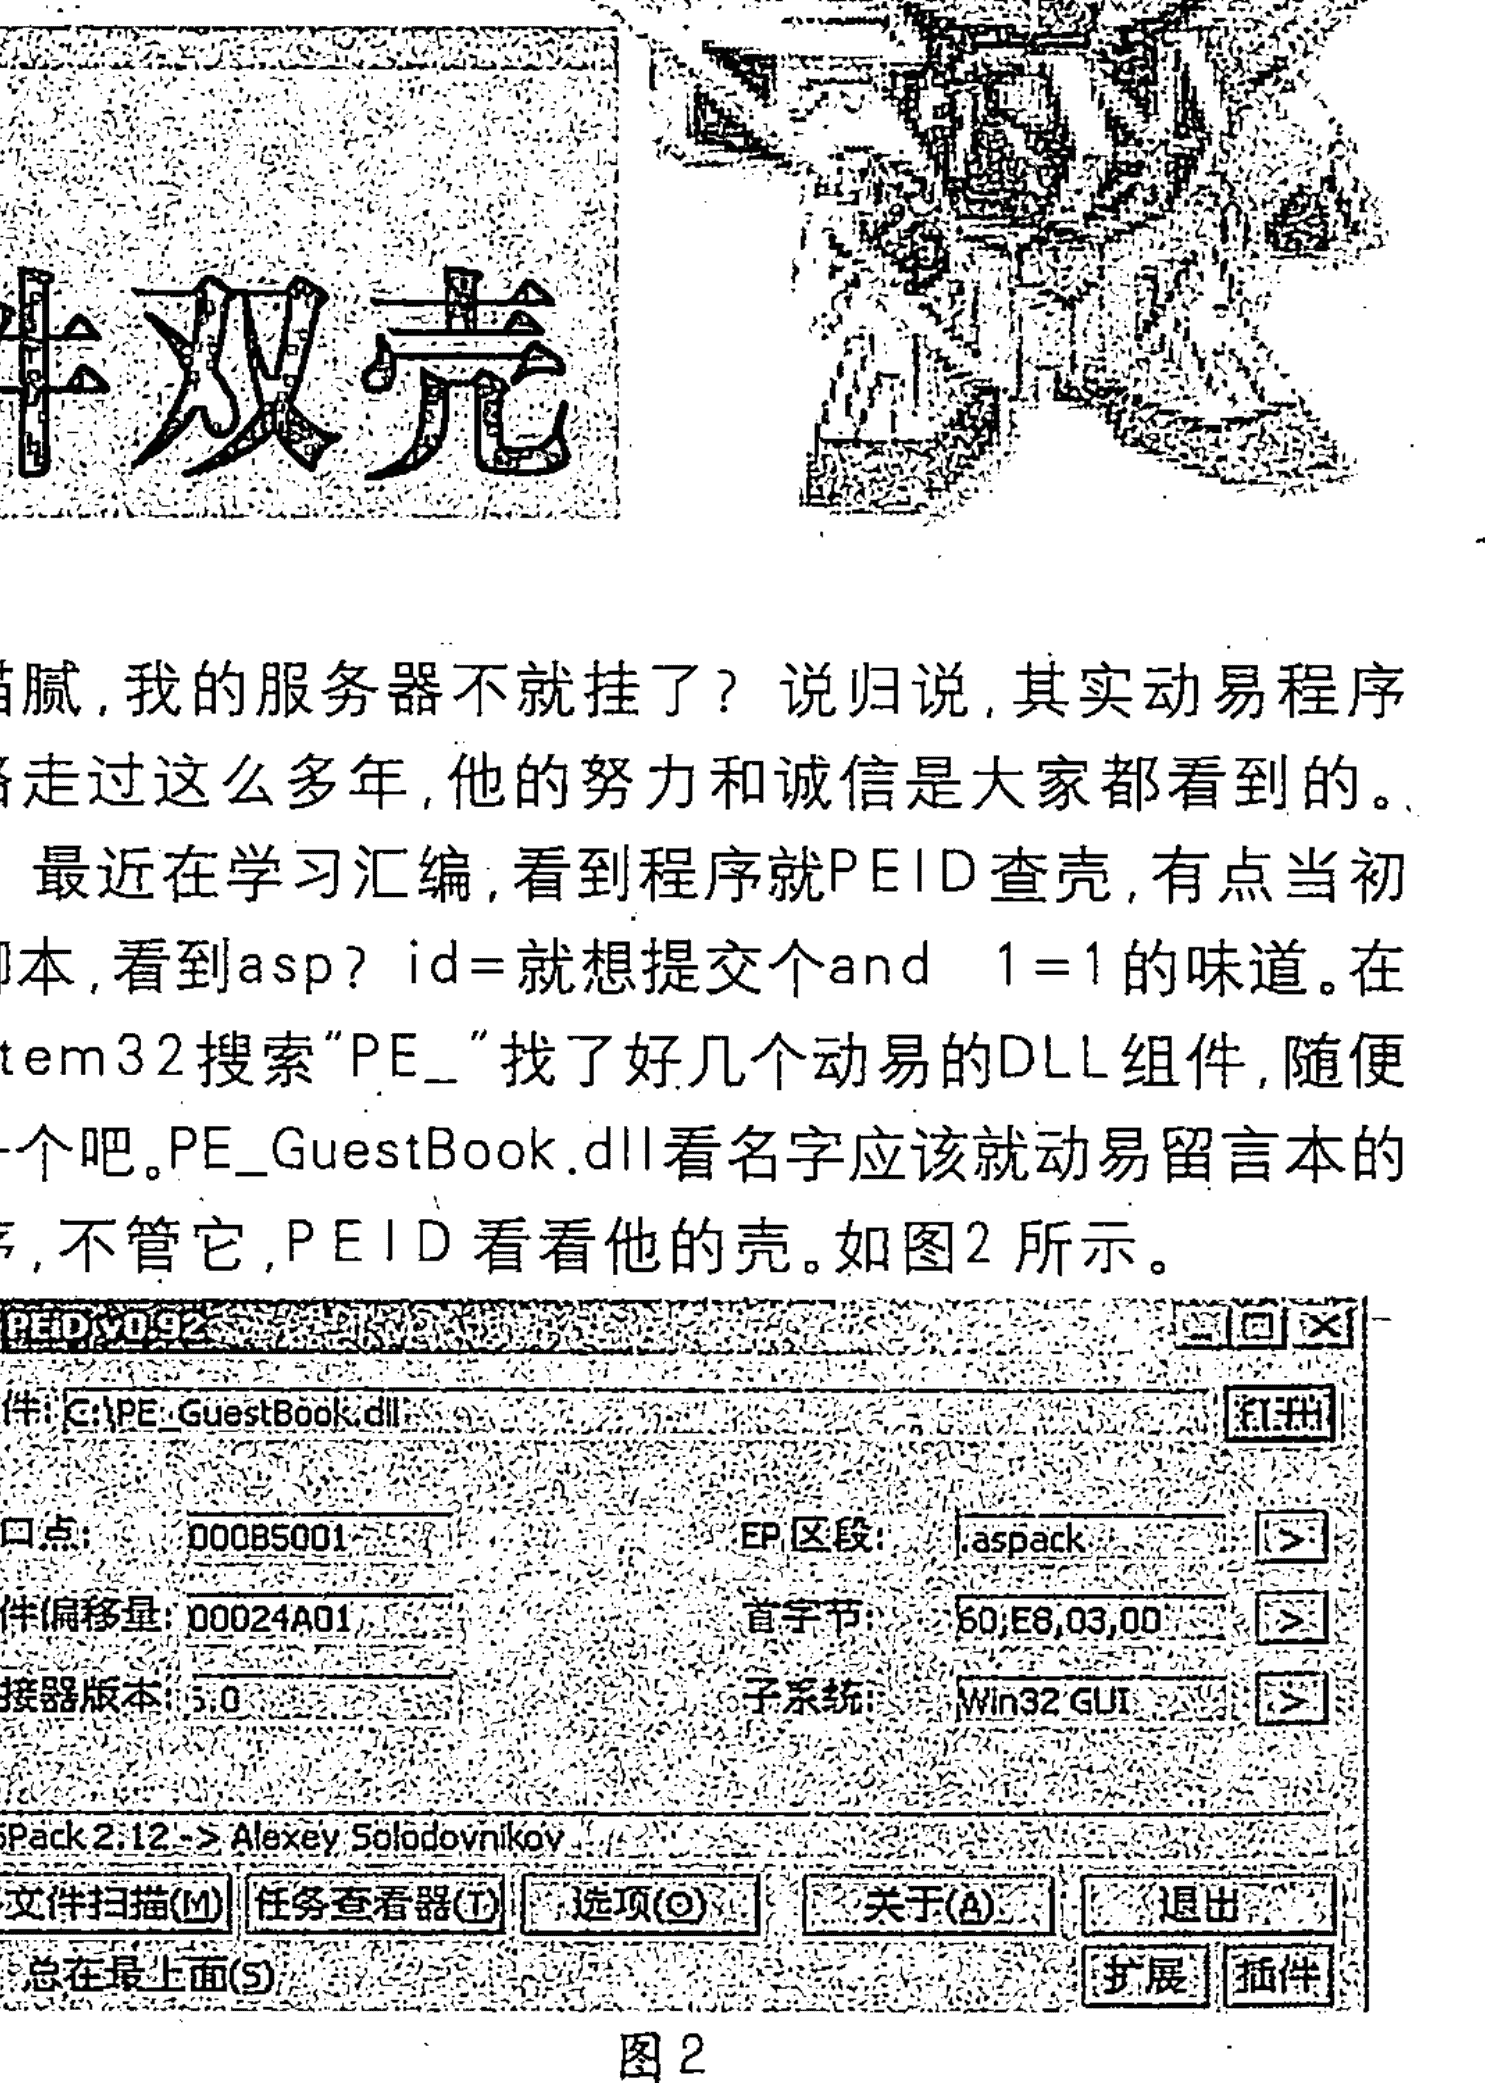 件双壳
腻,我的服务器不就挂了? 说归说,其实动易程序
走过这么多年,他的努力和诚信是大家都看到的。
最近在学习汇编,看到程序就PEID查壳,有点当初
本,看到asp? id=就想提交个and 1=1的味道。在
tem32搜索"PE_"找了好几个动易的DLL组件,随便
个吧。PE_GuestBook.dll看名字应该就动易留言本的
,不管它,PEID看看他的壳。如图2所示。
PEiD v0.92
件: C:\PE_GuestBook.dll
口点: 000B5001 EP 区段: .aspack >
件偏移量: 00024A01 首字节: 60,E8,03,00 >
接器版本: 5.0 子系统: Win32 GUI >
SPack 2.12 -> Alexey Solodovnikov
文件扫描(M) 任务查看器(T) 选项(O) 关于(A) 退出
总在最上面(S) 扩展 插件
图2